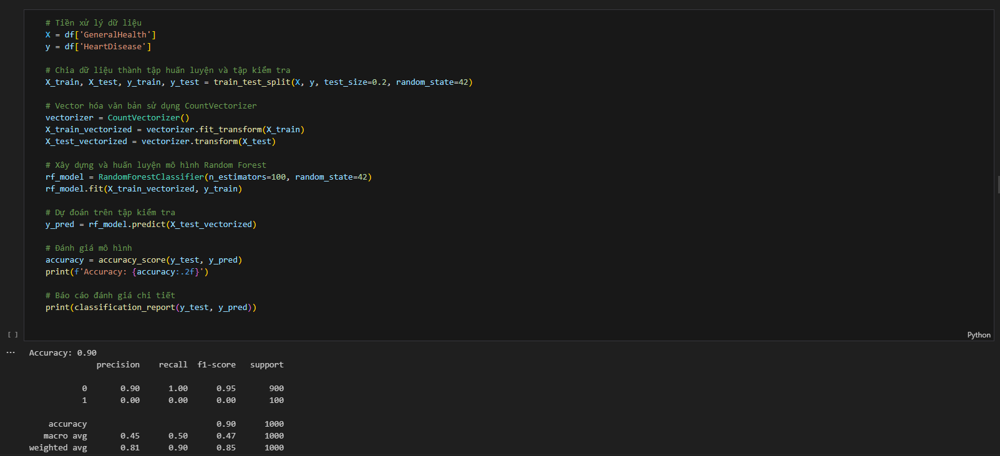 # Tiền xử lý dữ liệu
X = df['GeneralHealth']
y = df['HeartDisease']
# Chia dữ liệu thành tập huấn luyện và tập kiểm tra
X_train, X_test, y_train, y_test = train_test_split(X, y, test_size=0.2, random_state=42)
# Vector hóa văn bản sử dụng CountVectorizer
vectorizer = CountVectorizer()
X_train_vectorized = vectorizer.fit_transform(X_train)
X_test_vectorized = vectorizer.transform(X_test)
# Xây dựng và huấn luyện mô hình Random Forest
rf_model = RandomForestClassifier(n_estimators=100, random_state=42)
rf_model.fit(X_train_vectorized, y_train)
# Dự đoán trên tập kiểm tra
y_pred = rf_model.predict(X_test_vectorized)
# Đánh giá mô hình
accuracy = accuracy_score(y_test, y_pred)
print(f'Accuracy: {accuracy:.2f}')
# Báo cáo đánh giá chi tiết
print(classification_report(y_test, y_pred))
[ ]
Python
... Accuracy: 0.90
precision recall f1-score support
0 0.90 1.00 0.95 900
1 0.00 0.00 0.00 100
accuracy 0.90 1000
macro avg 0.45 0.50 0.47 1000
weighted avg 0.81 0.90 0.85 1000